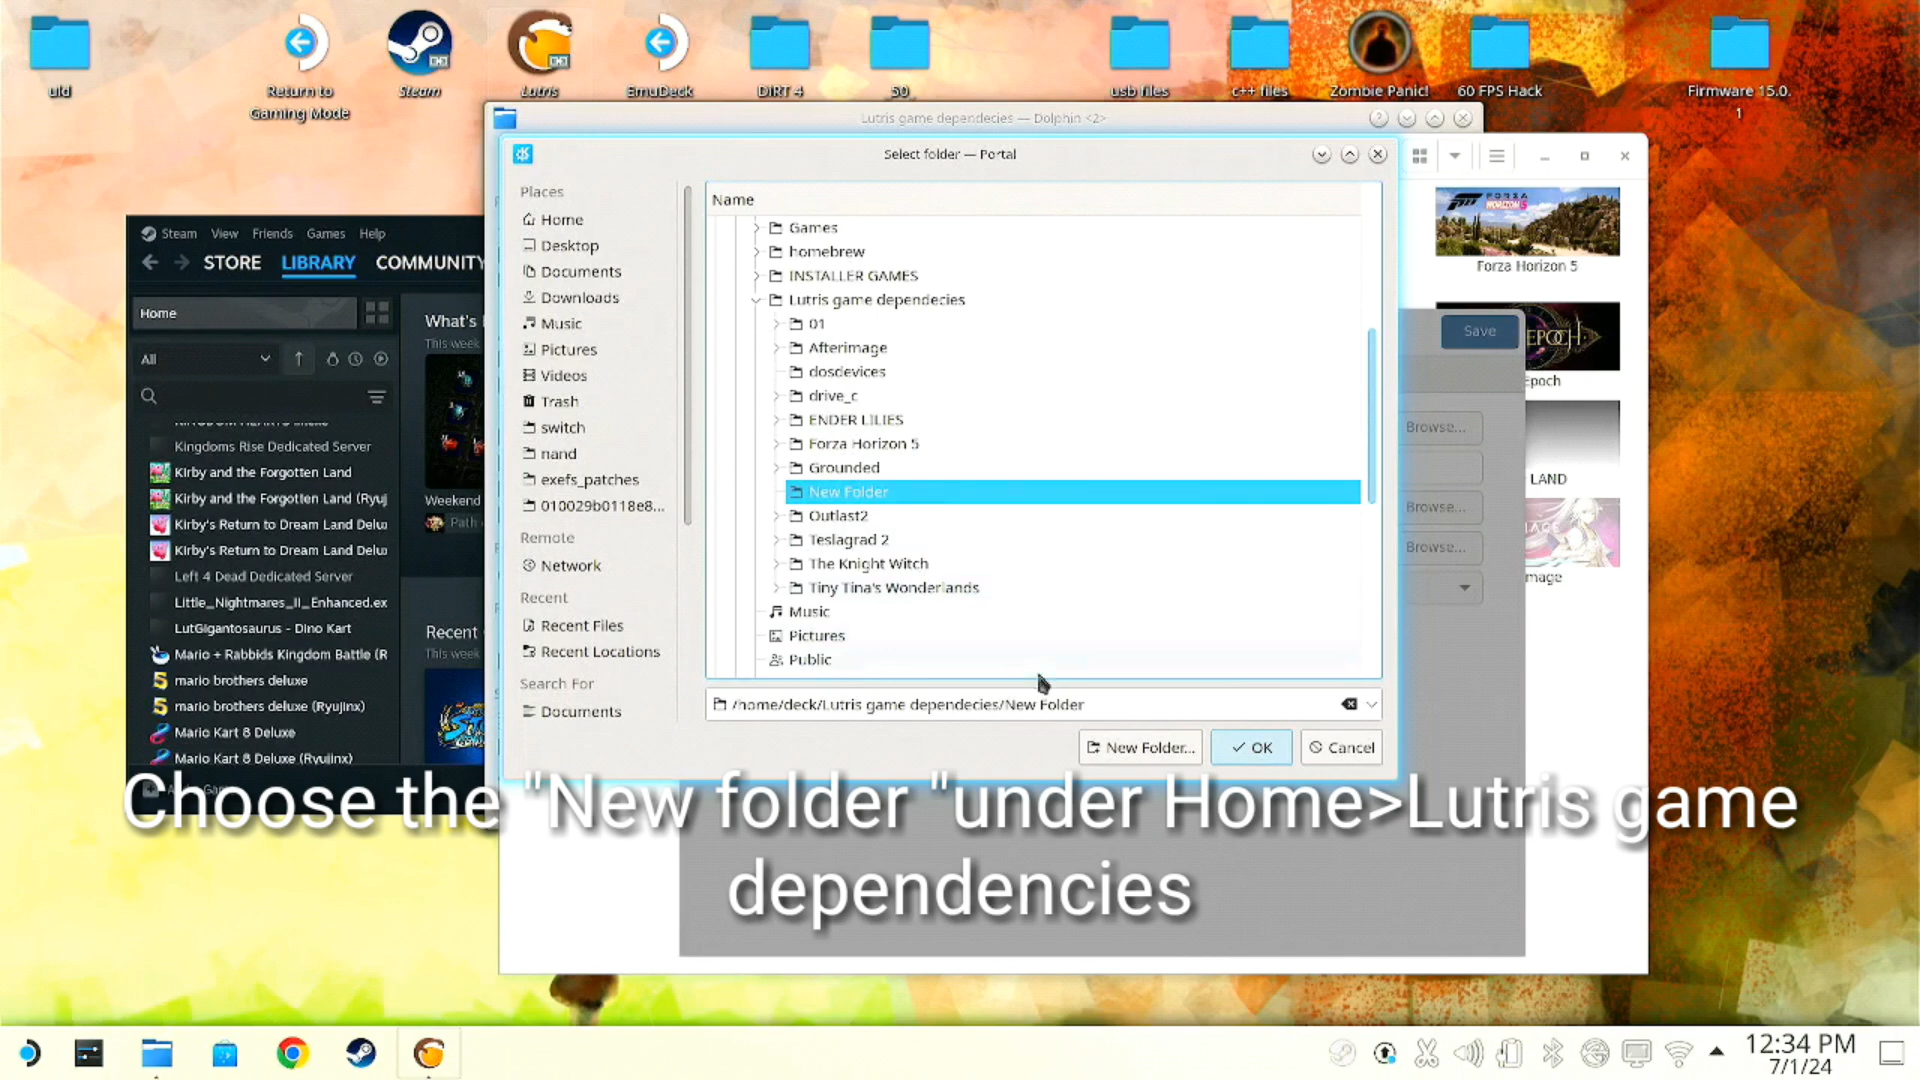 uld
Return to
Gaming Mode
Steam
Lutris
EmuDeck
DiRT 4
50
usb files
c++ files
Zombie Panic!
60 FPS Hack
Firmware 15.0.
1
Lutris game dependecies — Dolphin <2>
Select folder — Portal
Steam View Friends Games Help
STORE LIBRARY COMMUNITY
Home
All
Kingdoms Rise Dedicated Server
Kirby and the Forgotten Land
Kirby and the Forgotten Land (Ryuj
Kirby's Return to Dream Land Delu
Kirby's Return to Dream Land Delu
Left 4 Dead Dedicated Server
Little_Nightmares_II_Enhanced.ex
LutGigantosaurus - Dino Kart
Mario + Rabbids Kingdom Battle (R
mario brothers deluxe
mario brothers deluxe (Ryujinx)
Mario Kart 8 Deluxe
Mario Kart 8 Deluxe (Ryujinx)
What's
This week
Weekend
Path
Recent
This week
Places
Home
Desktop
Documents
Downloads
Music
Pictures
Videos
Trash
switch
nand
exefs_patches
010029b0118e8...
Remote
Network
Recent
Recent Files
Recent Locations
Search For
Documents
Name
Games
homebrew
INSTALLER GAMES
Lutris game dependecies
01
Afterimage
dosdevices
drive_c
ENDER LILIES
Forza Horizon 5
Grounded
New Folder
Outlast2
Teslagrad 2
The Knight Witch
Tiny Tina's Wonderlands
Music
Pictures
Public
/home/deck/Lutris game dependecies/New Folder
New Folder...
OK
Cancel
FORZA
HORIZON 5
Forza Horizon 5
Save
EPOCH
Epoch
Browse...
LAND
Browse...
Browse...
mage
Choose the "New folder "under Home>Lutris game
dependencies
12:34 PM
7/1/24